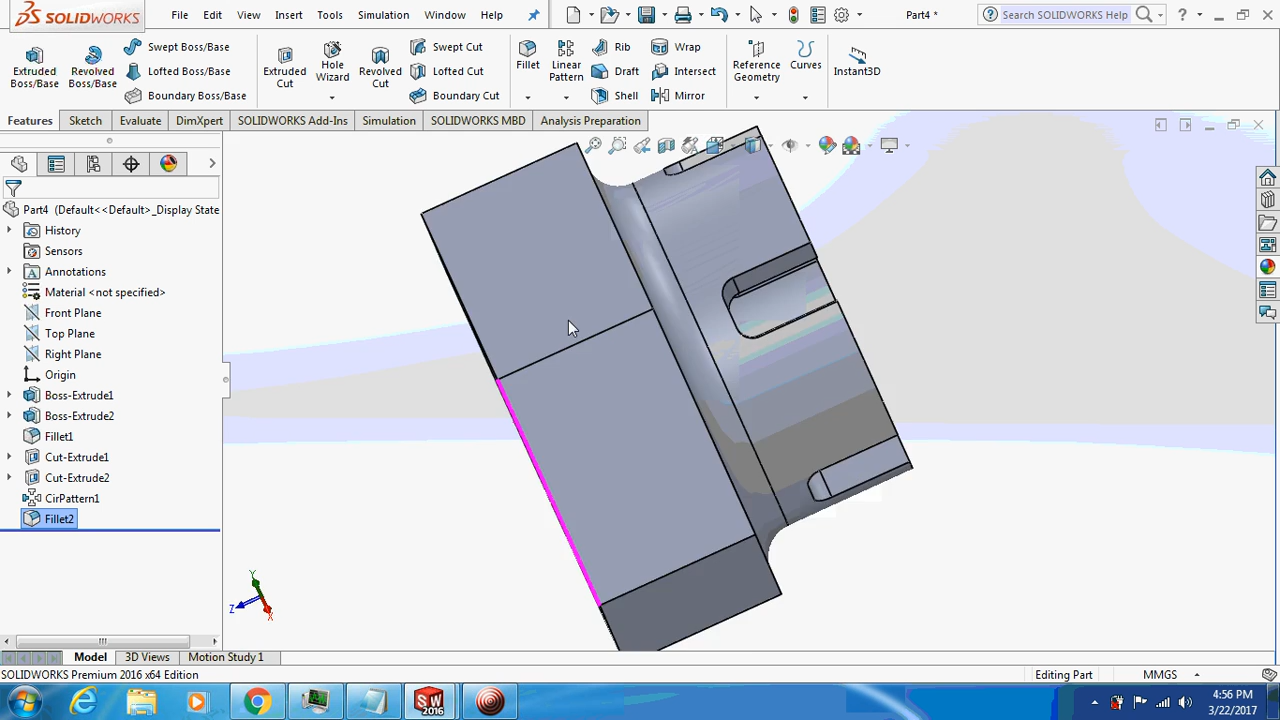 SOLIDWORKS File Edit View Insert Tools Simulation Window Help Part4 * Search SOLIDWORKS Help ?
Extruded Boss/Base
Revolved Boss/Base
Swept Boss/Base
Lofted Boss/Base
Boundary Boss/Base
Extruded Cut
Hole Wizard
Revolved Cut
Swept Cut
Lofted Cut
Boundary Cut
Fillet
Linear Pattern
Rib
Draft
Shell
Wrap
Intersect
Mirror
Reference Geometry
Curves
Instant3D
Features Sketch Evaluate DimXpert SOLIDWORKS Add-Ins Simulation SOLIDWORKS MBD Analysis Preparation
Part4 (Default<<Default>_Display State
History
Sensors
Annotations
Material <not specified>
Front Plane
Top Plane
Right Plane
Origin
Boss-Extrude1
Boss-Extrude2
Fillet1
Cut-Extrude1
Cut-Extrude2
CirPattern1
Fillet2
Y
Z
X
Model 3D Views Motion Study 1
SOLIDWORKS Premium 2016 x64 Edition Editing Part MMGS
SW
2016
4:56 PM
3/22/2017